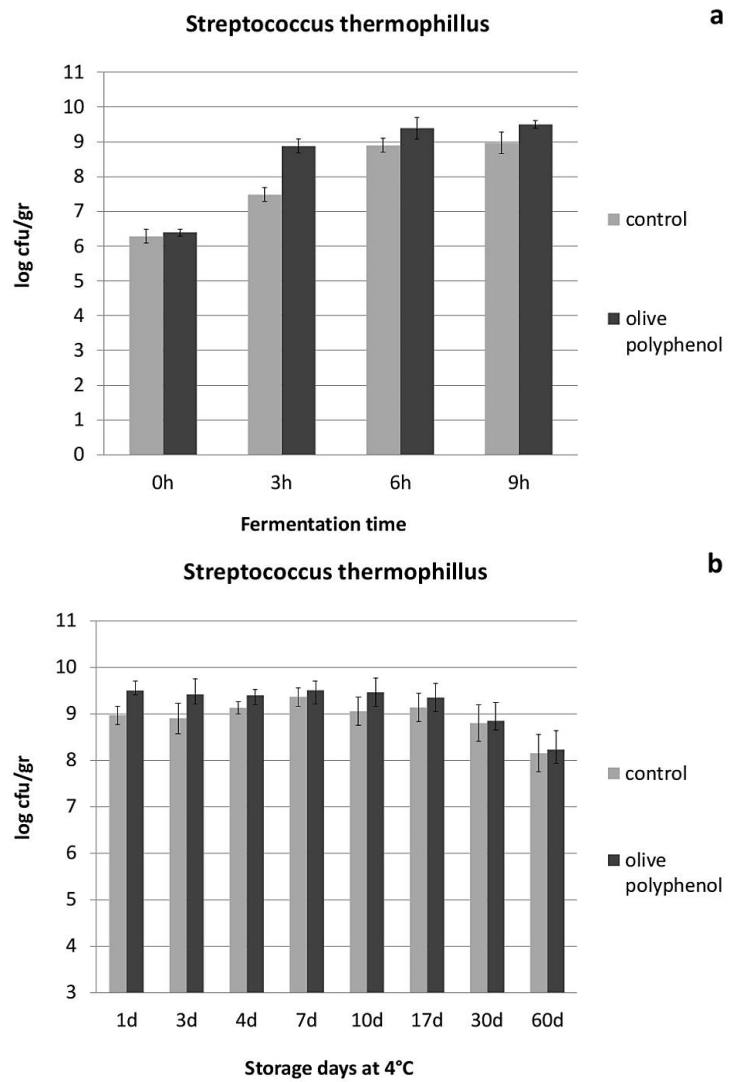 Streptococcus thermophillus
a
11
10
9
8
7
6
5
4
3
2
1
0
log cfu/gr
0h 3h 6h 9h
Fermentation time
control
olive
polyphenol
Streptococcus thermophillus
b
11
10
9
8
7
6
5
4
3
log cfu/gr
1d 3d 4d 7d 10d 17d 30d 60d
Storage days at 4°C
control
olive
polyphenol